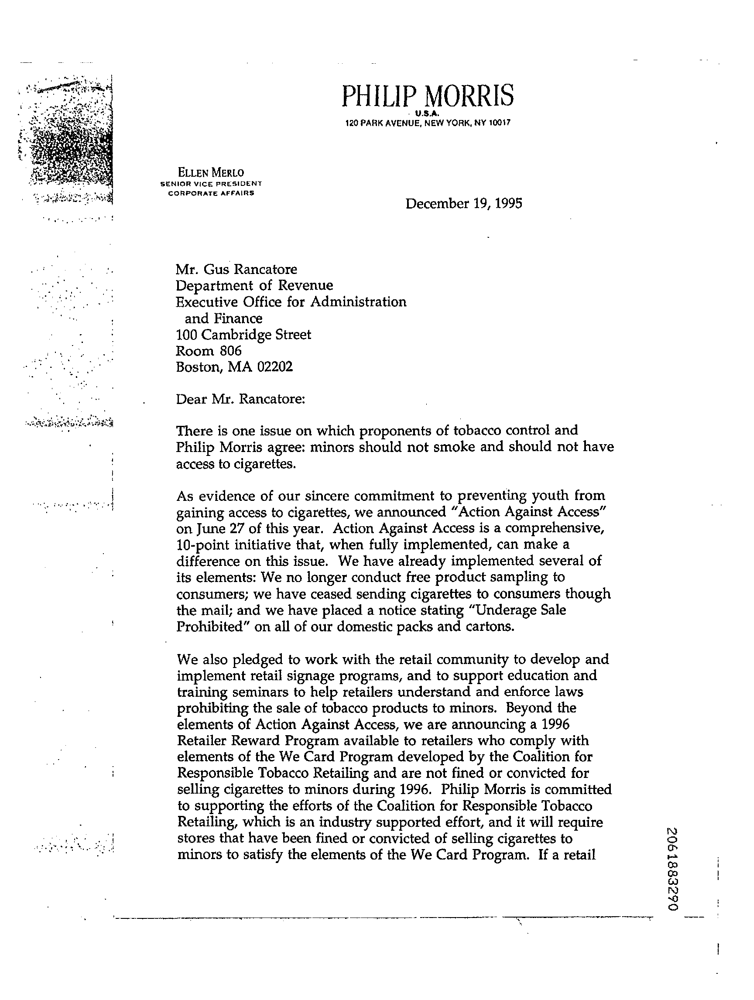 PHILIP MORRIS
U.S.A.
120 PARK AVENUE, NEW YORK, NY 10017
ELLEN MERLO
SENIOR VICE PRESIDENT
CORPORATE AFFAIRS
December 19, 1995
Mr. Gus Rancatore
Department of Revenue
Executive Office for Administration
and Finance
100 Cambridge Street
Room 806
Boston, MA 02202
Dear Mr. Rancatore:
There is one issue on which proponents of tobacco control and
Philip Morris agree: minors should not smoke and should not have
access to cigarettes.
As evidence of our sincere commitment to preventing youth from
gaining access to cigarettes, we announced "Action Against Access"
on June 27 of this year. Action Against Access is a comprehensive,
10-point initiative that, when fully implemented, can make a
difference on this issue. We have already implemented several of
its elements: We no longer conduct free product sampling to
consumers; we have ceased sending cigarettes to consumers though
the mail; and we have placed a notice stating "Underage Sale
Prohibited" on all of our domestic packs and cartons.
We also pledged to work with the retail community to develop and
implement retail signage programs, and to support education and
training seminars to help retailers understand and enforce laws
prohibiting the sale of tobacco products to minors. Beyond the
elements of Action Against Access, we are announcing a 1996
Retailer Reward Program available to retailers who comply with
elements of the We Card Program developed by the Coalition for
Responsible Tobacco Retailing and are not fined or convicted for
selling cigarettes to minors during 1996. Philip Morris is committed
to supporting the efforts of the Coalition for Responsible Tobacco
Retailing, which is an industry supported effort, and it will require
stores that have been fined or convicted of selling cigarettes to
minors to satisfy the elements of the We Card Program. If a retail
2061883290